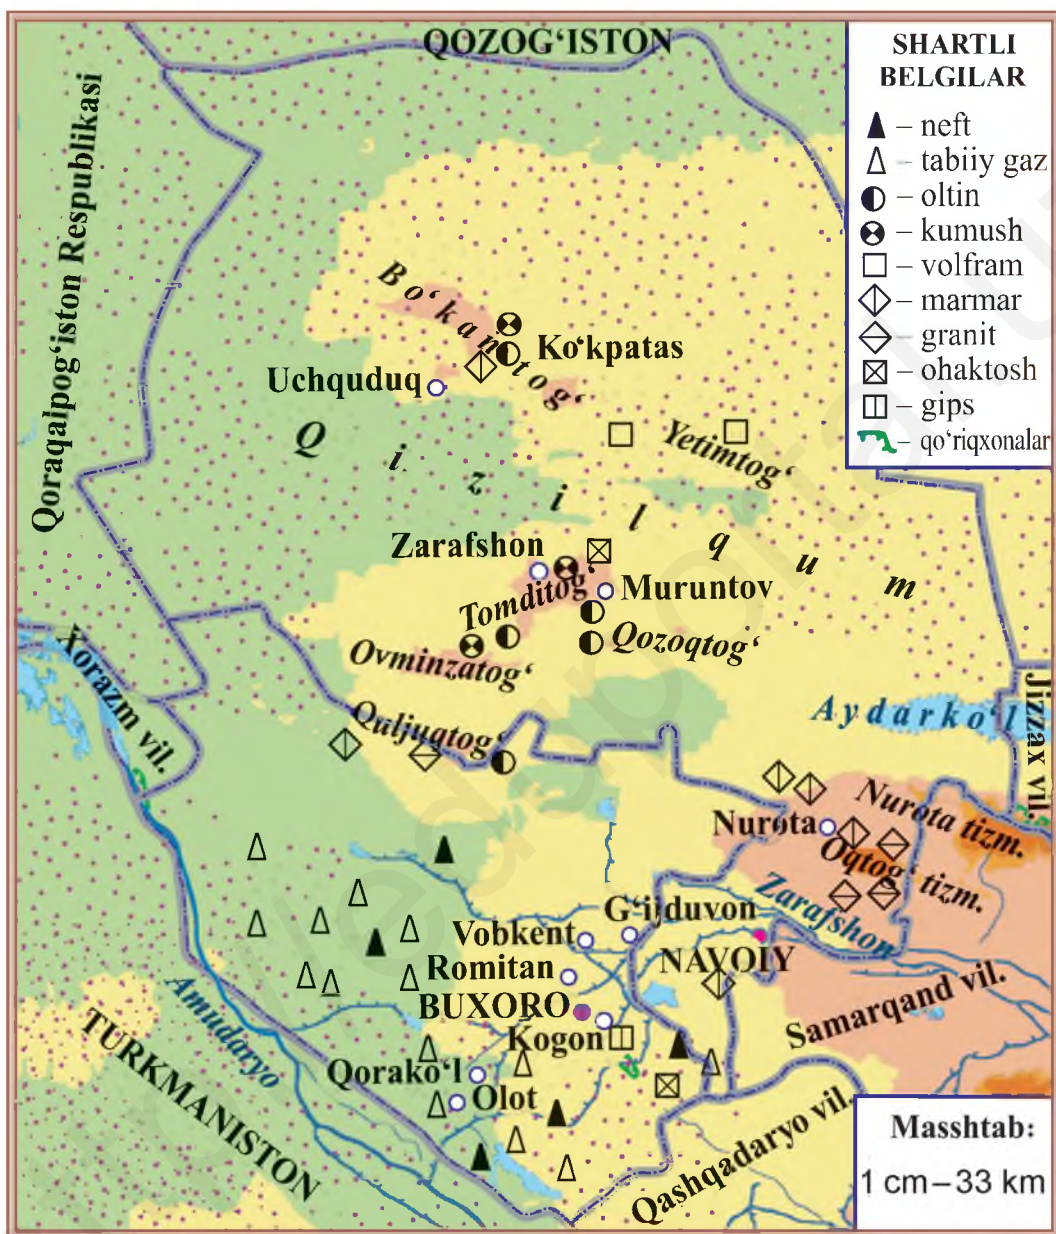 QOZOG‘ISTON
SHARTLI
BELGILAR
– neft
– tabiiy gaz
– oltin
– kumush
– volfram
– marmar
– granit
– ohaktosh
– gips
– qo‘riqxonalar
Qoraqalpog‘iston Respublikasi
Bo‘kantog‘
Ko‘kpatas
Uchquduq
Qizilqum
Yetimtog‘
Zarafshon
Tomditog‘
Muruntov
Qozoqtog‘
Ovminzatog‘
Xorazm vil.
Quljuqtog‘
Aydarko‘l
Jizzax vil.
Nurota
Nurota tizm.
Oqtog‘ tizm.
Zarafshon
G‘ijduvon
Vobkent
NAVOIY
Romitan
BUXORO
Kogon
Samarqand vil.
Amudaryo
TURKMANISTON
Qorako‘l
Olot
Qashqadaryo vil.
Masshtab:
1 cm–33 km